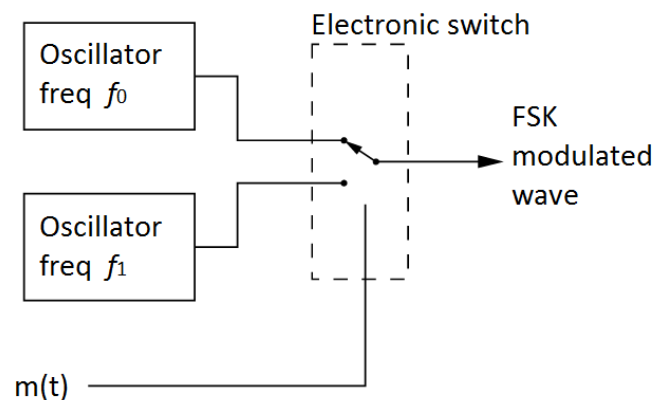 Electronic switch
Oscillator
freq f0
FSK
modulated
wave
Oscillator
freq f1
m(t)